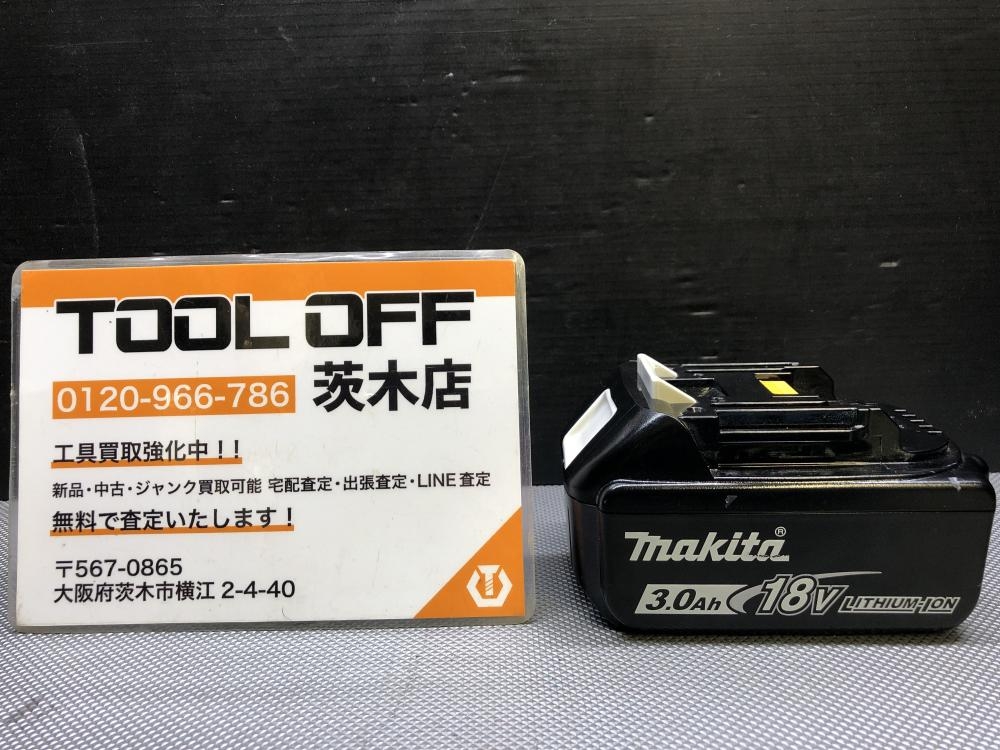 TOOL OFF
0120-966-786 茨木店
工具買取強化中！！
新品・中古・ジャンク買取可能 宅配査定・出張査定・LINE査定
無料で査定いたします！
〒567-0865
大阪府茨木市横江 2-4-40
makita®
3.0Ah 18V LITHIUM-ION